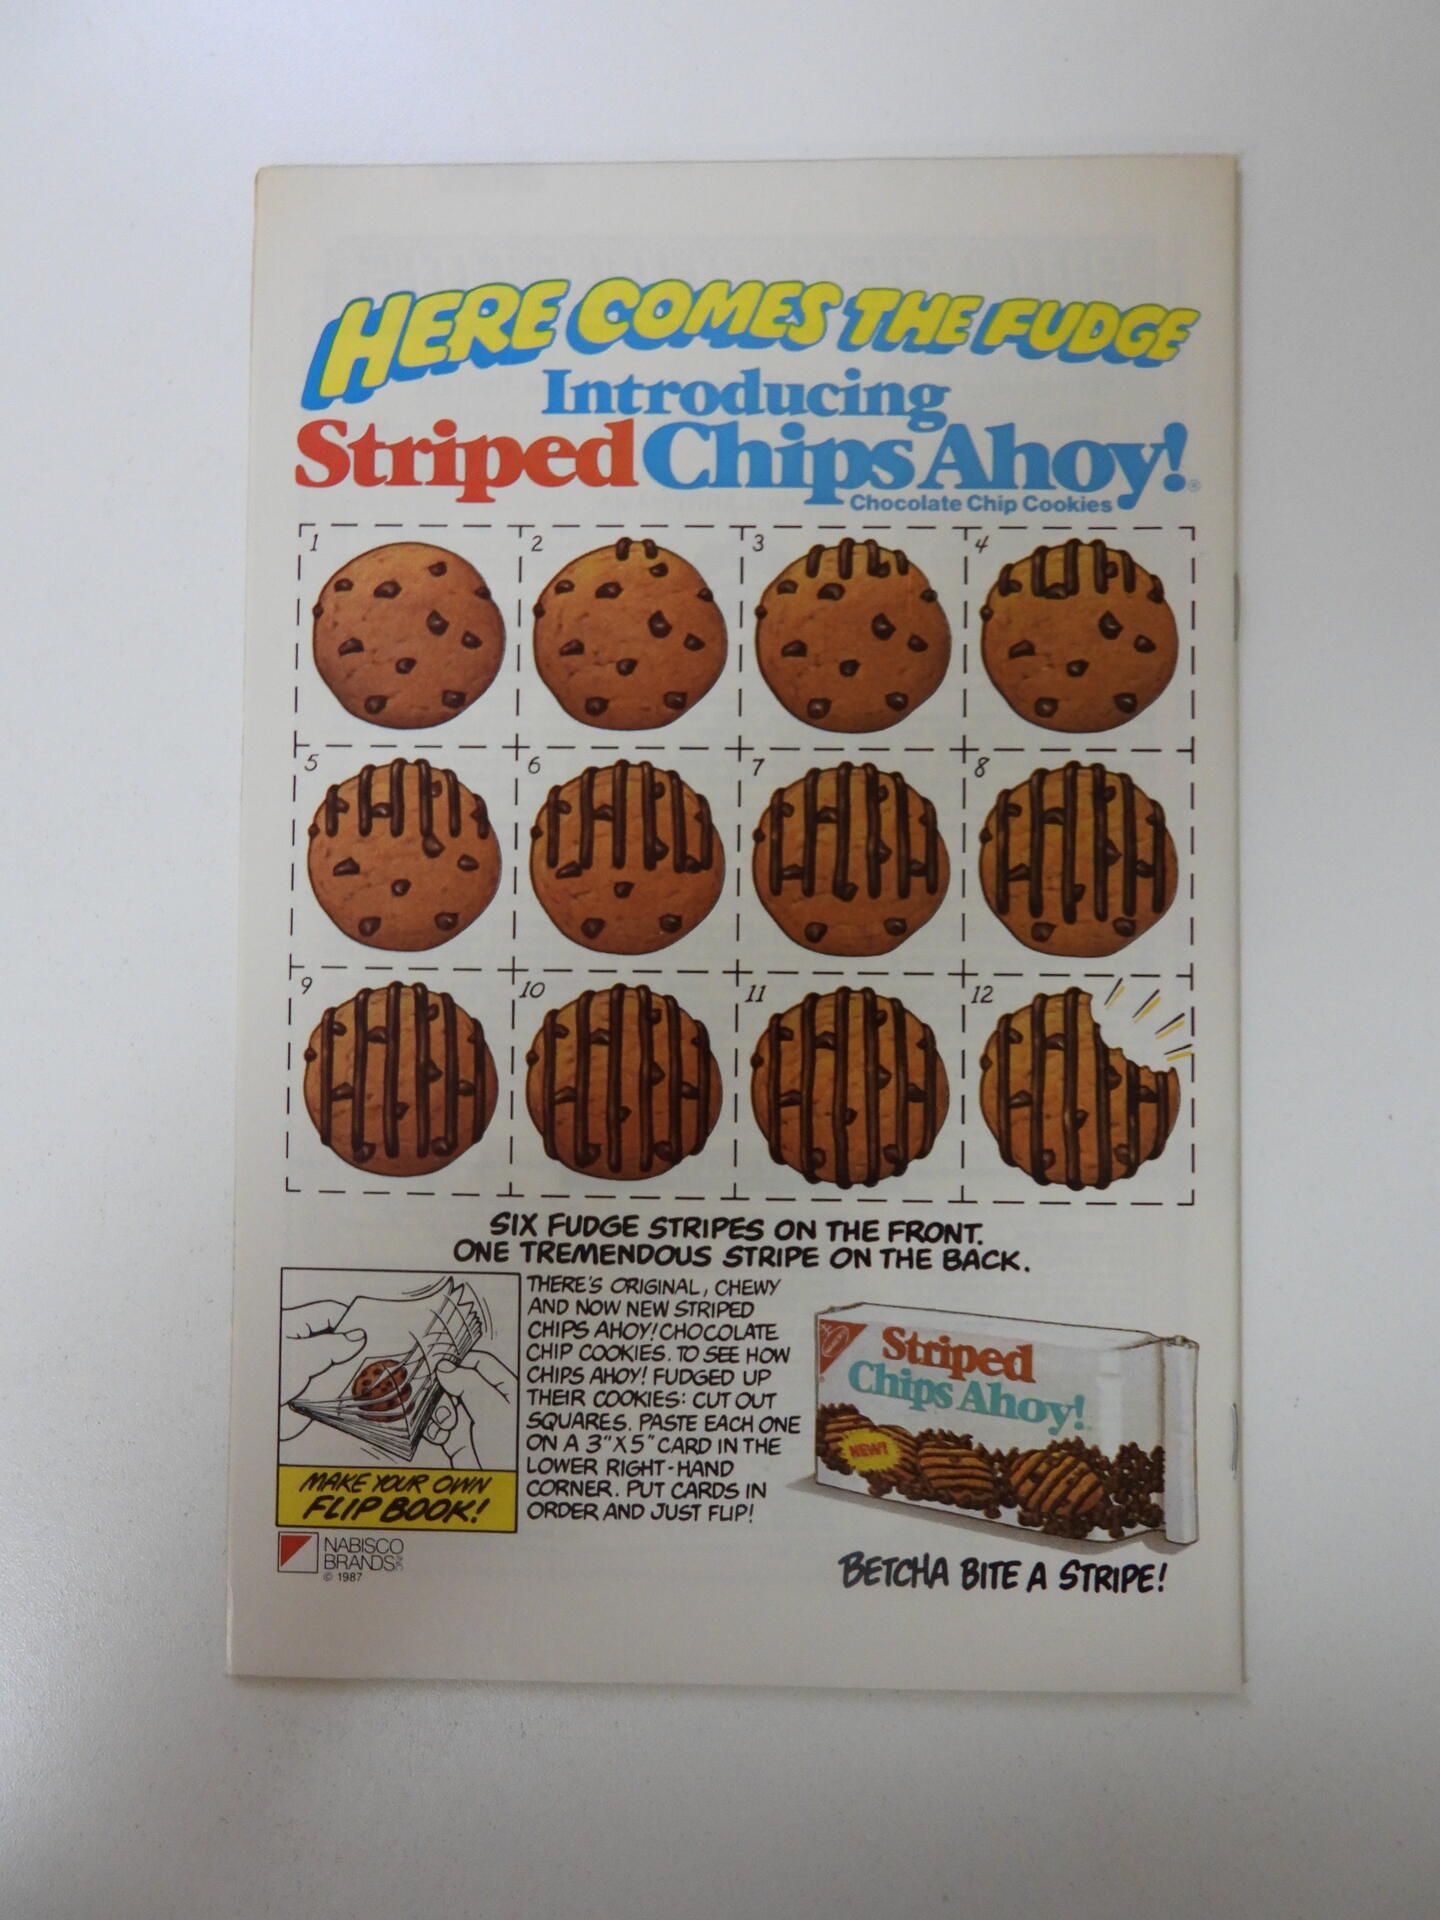 HERE COMES THE FUDGE
Introducing
Striped Chips Ahoy!®
Chocolate Chip Cookies
1
2
3
4
5
6
7
8
9
10
11
12
SIX FUDGE STRIPES ON THE FRONT.
ONE TREMENDOUS STRIPE ON THE BACK.
THERE'S ORIGINAL, CHEWY
AND NOW NEW STRIPED
CHIPS AHOY! CHOCOLATE
CHIP COOKIES. TO SEE HOW
CHIPS AHOY! FUDGED UP
THEIR COOKIES: CUT OUT
SQUARES. PASTE EACH ONE
ON A 3"X5" CARD IN THE
LOWER RIGHT-HAND
CORNER. PUT CARDS IN
ORDER AND JUST FLIP!
MAKE YOUR OWN
FLIP BOOK!
NABISCO
BRANDS INC
© 1987
NABISCO
Striped
Chips Ahoy!
NEW!
BETCHA BITE A STRIPE!